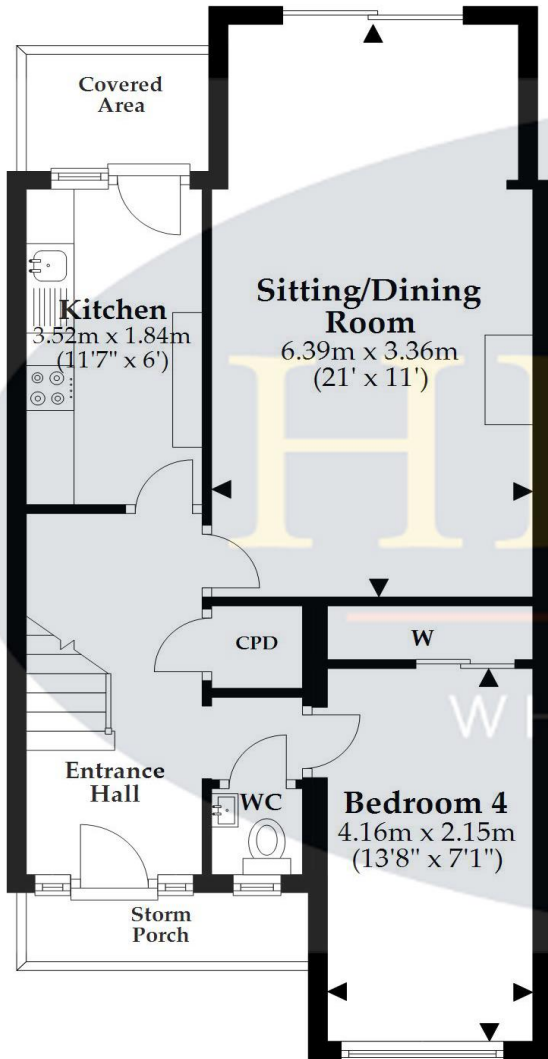 Covered
Area
Kitchen
3.52m x 1.84m
(11'7" x 6')
Sitting/Dining
Room
6.39m x 3.36m
(21' x 11')
H
CPD
W
WH
Entrance
Hall
WC
Bedroom 4
4.16m x 2.15m
(13'8" x 7'1")
Storm
Porch